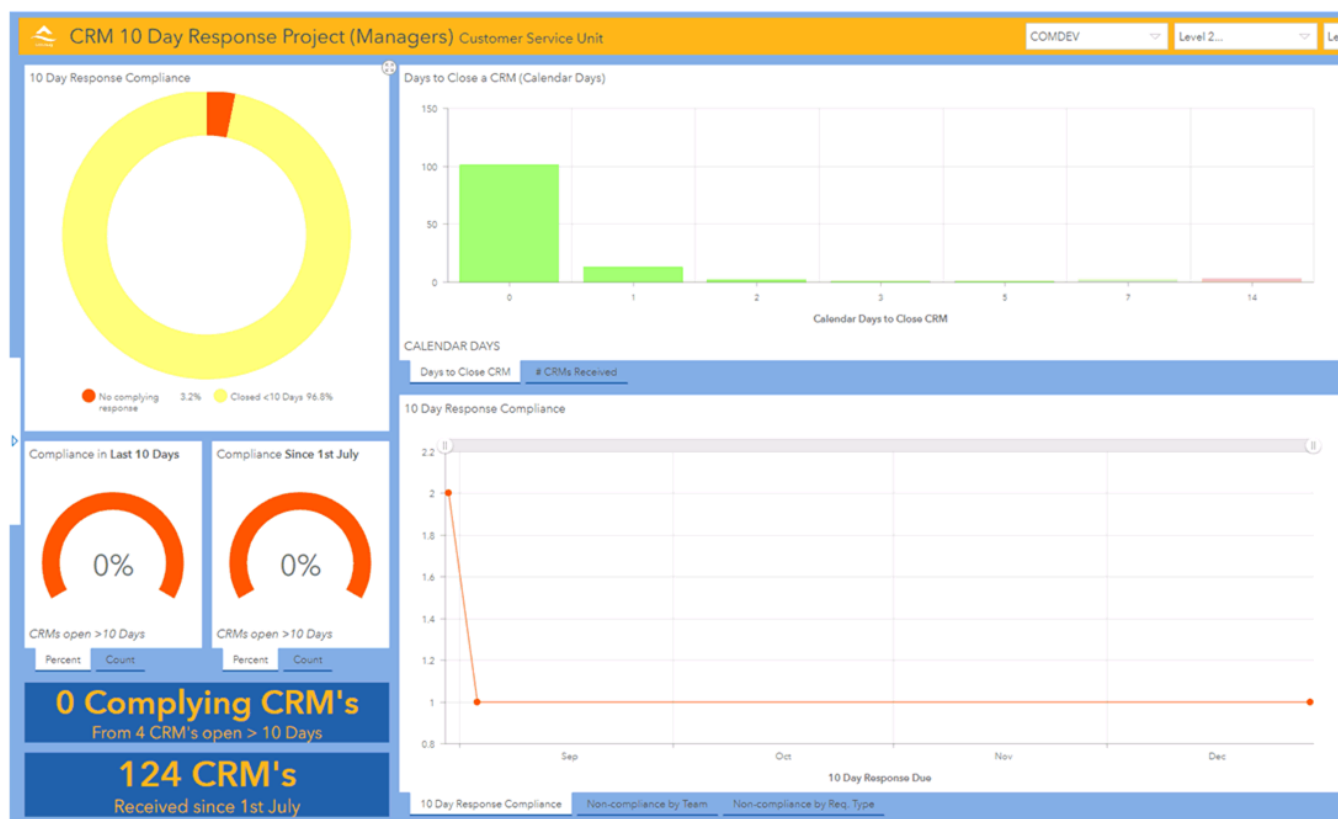 CRM 10 Day Response Project (Managers) Customer Service Unit
COMDEV
Level 2...
Le
10 Day Response Compliance
No complying response 3.2%
Closed <10 Days 96.8%
Days to Close a CRM (Calendar Days)
150
100
50
0
0 1 2 3 5 7 14
Calendar Days to Close CRM
CALENDAR DAYS
Days to Close CRM
# CRMs Received
Compliance in Last 10 Days
0%
CRMs open >10 Days
Percent
Count
Compliance Since 1st July
0%
CRMs open >10 Days
Percent
Count
0 Complying CRM's
From 4 CRM's open > 10 Days
124 CRM's
Received since 1st July
10 Day Response Compliance
2.2
2
1.8
1.6
1.4
1.2
1
0.8
Sep Oct Nov Dec
10 Day Response Due
10 Day Response Compliance
Non-compliance by Team
Non-compliance by Req. Type